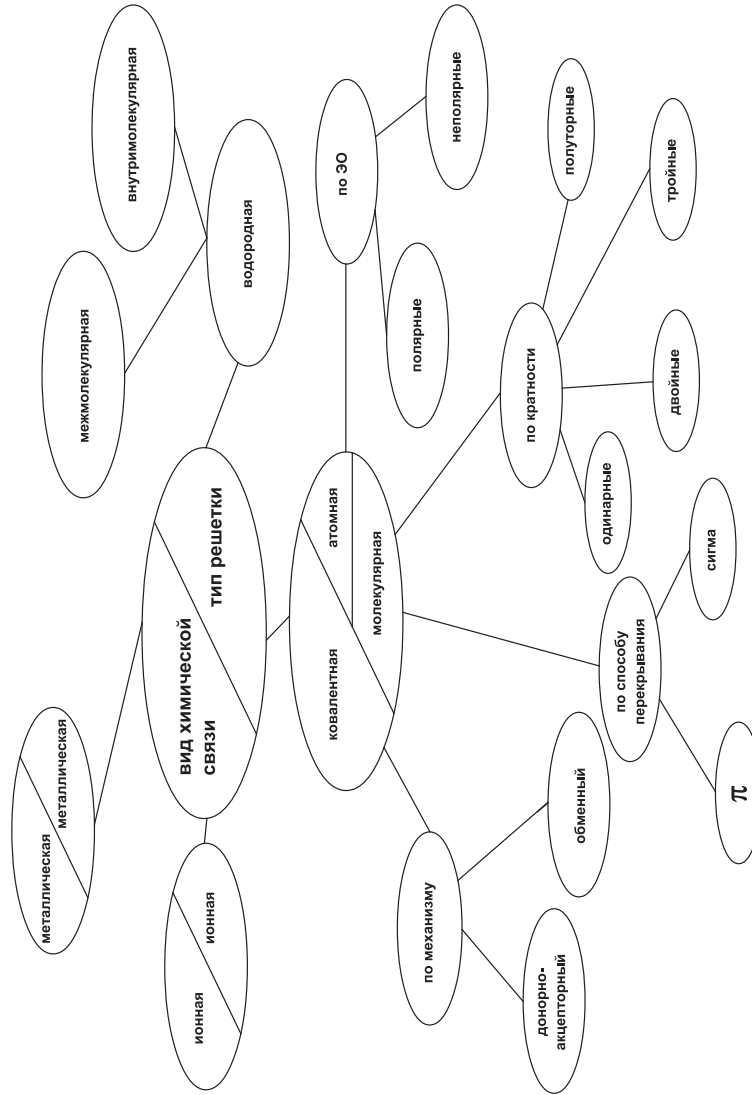 металлическая
металлическая
межмолекулярная
внутримолекулярная
ионная
ионная
вид химической
связи
тип решетки
водородная
ковалентная
атомная
молекулярная
по ЭО
полярные
неполярные
по механизму
донорно-
акцепторный
обменный
по способу
перекрывания
π
сигма
по кратности
одинарные
двойные
тройные
полуторные